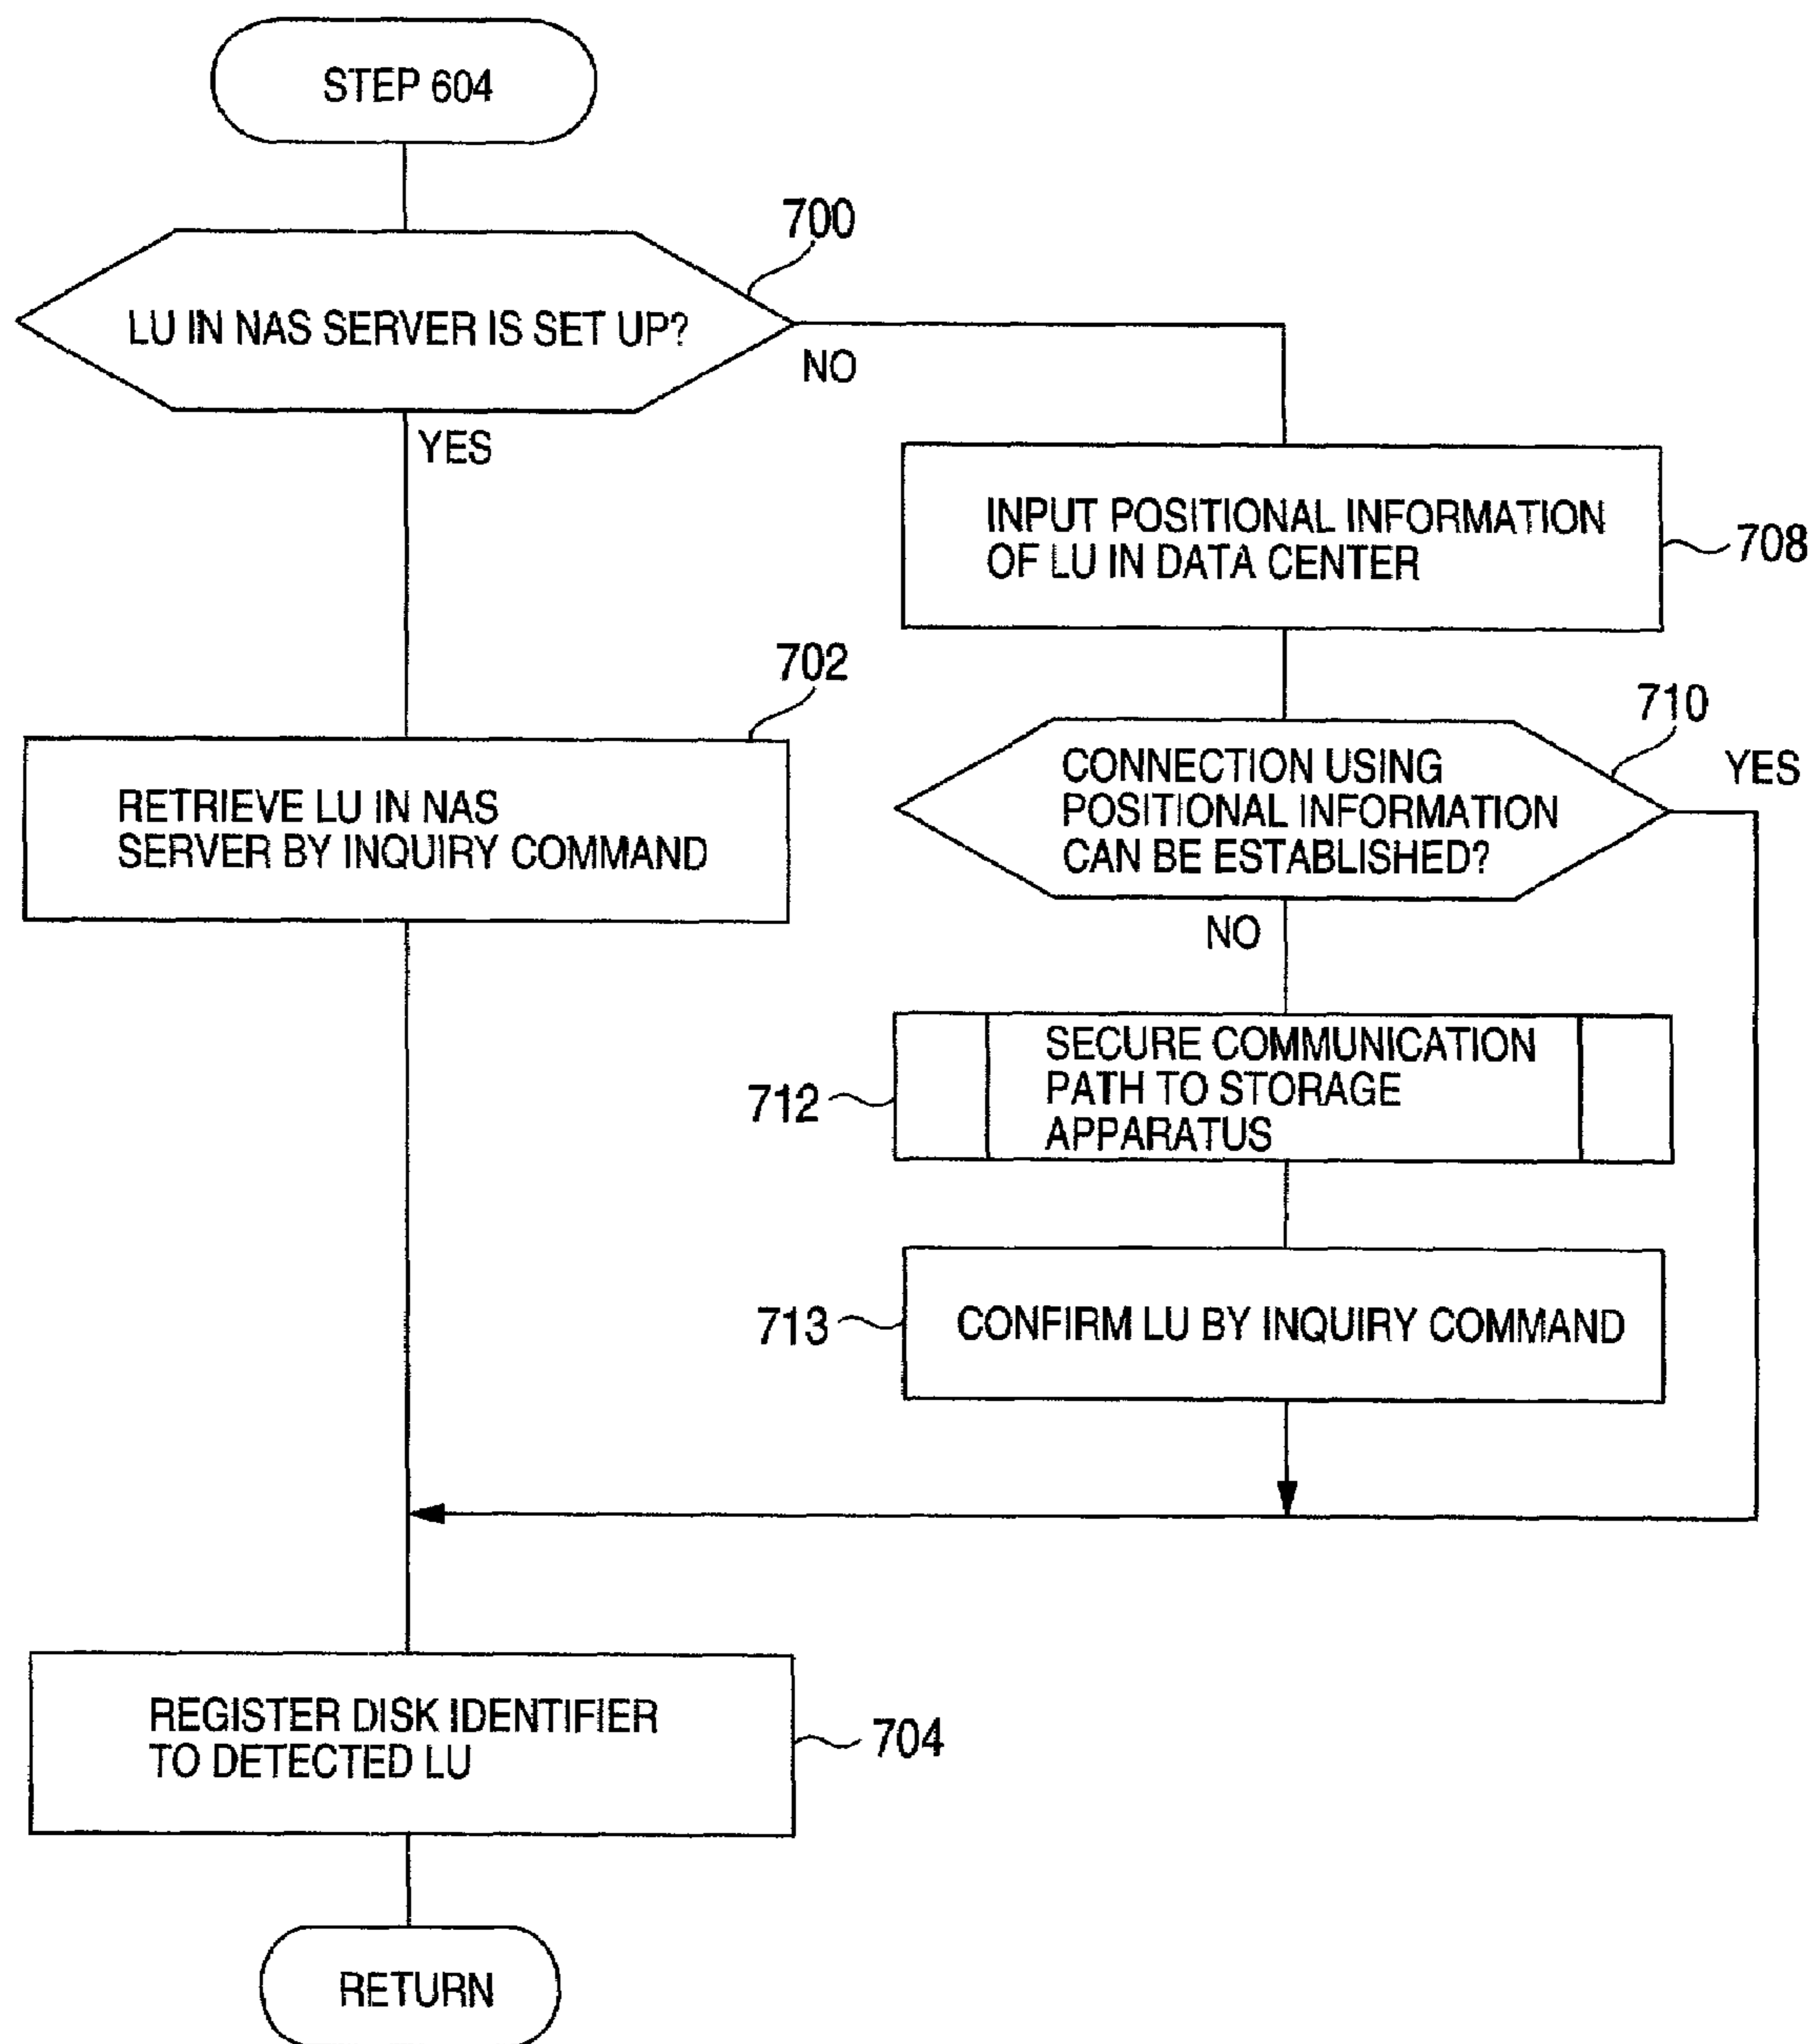 STEP 604
700
LU IN NAS SERVER IS SET UP?
NO
YES
INPUT POSITIONAL INFORMATION
OF LU IN DATA CENTER
708
702
RETRIEVE LU IN NAS
SERVER BY INQUIRY COMMAND
710
YES
CONNECTION USING
POSITIONAL INFORMATION
CAN BE ESTABLISHED?
NO
SECURE COMMUNICATION
PATH TO STORAGE
APPARATUS
712
713
CONFIRM LU BY INQUIRY COMMAND
REGISTER DISK IDENTIFIER
TO DETECTED LU
704
RETURN